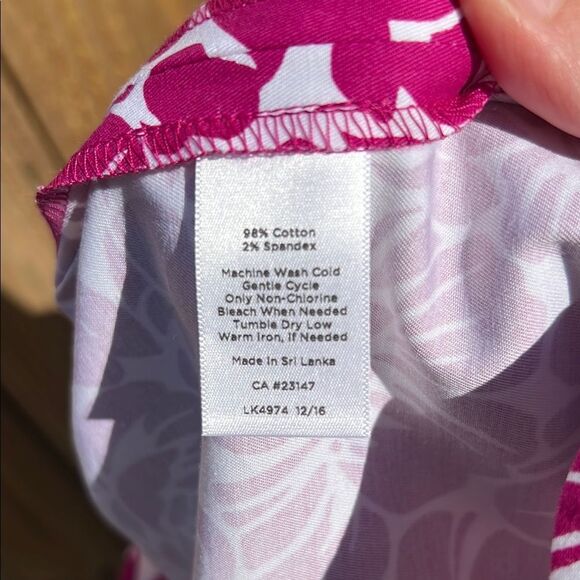 98% Cotton
2% Spandex
Machine Wash Cold
Gentle Cycle
Only Non-Chlorine
Bleach When Needed
Tumble Dry Low
Warm Iron, If Needed
Made in Sri Lanka
CA #23147
LK4974 12/16